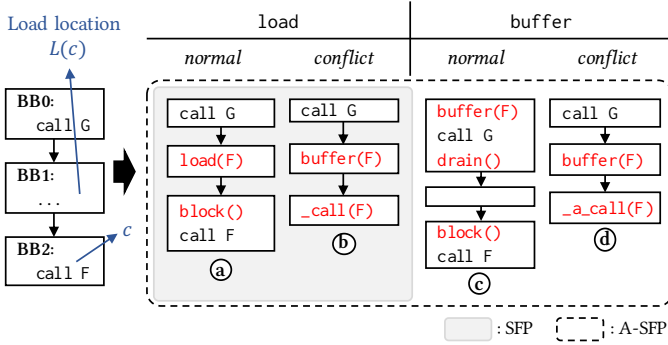 Load location
L(c)
load
buffer
normal
conflict
normal
conflict
BB0:
call G
BB1:
...
BB2:
call F
c
call G
load(F)
block()
call F
a
call G
buffer(F)
_call(F)
b
buffer(F)
call G
drain()
block()
call F
c
call G
buffer(F)
_a_call(F)
d
: SFP
: A-SFP